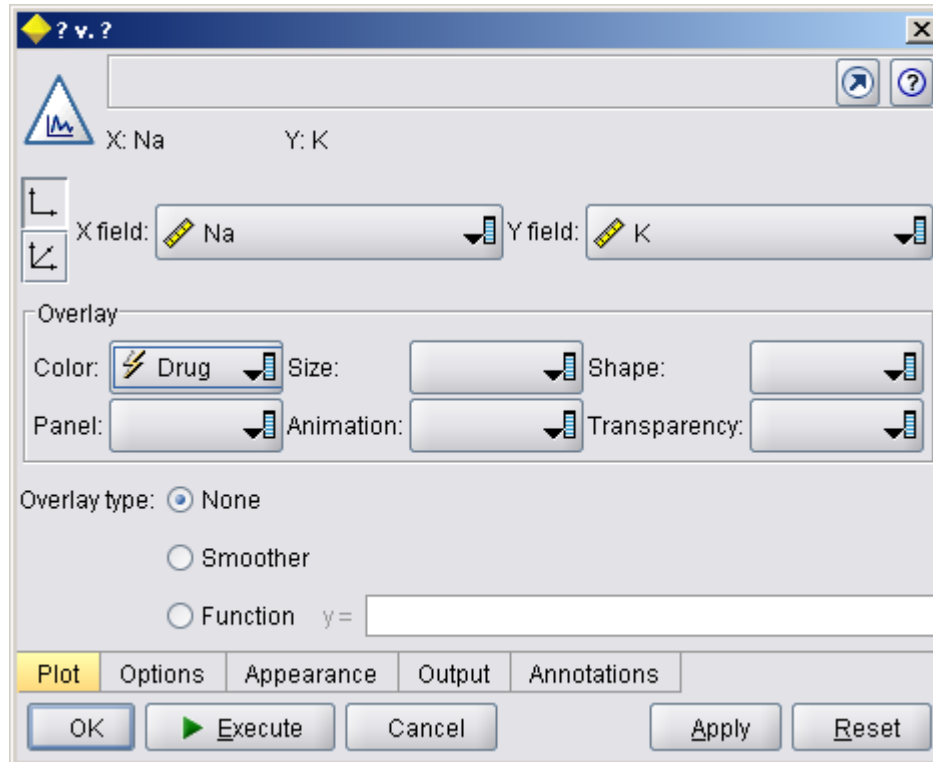 ? v. ?
X: Na Y: K
X field: Na Y field: K
Overlay
Color: Drug Size: Shape:
Panel: Animation: Transparency:
Overlay type: None
Smoother
Function y =
Plot Options Appearance Output Annotations
OK Execute Cancel Apply Reset